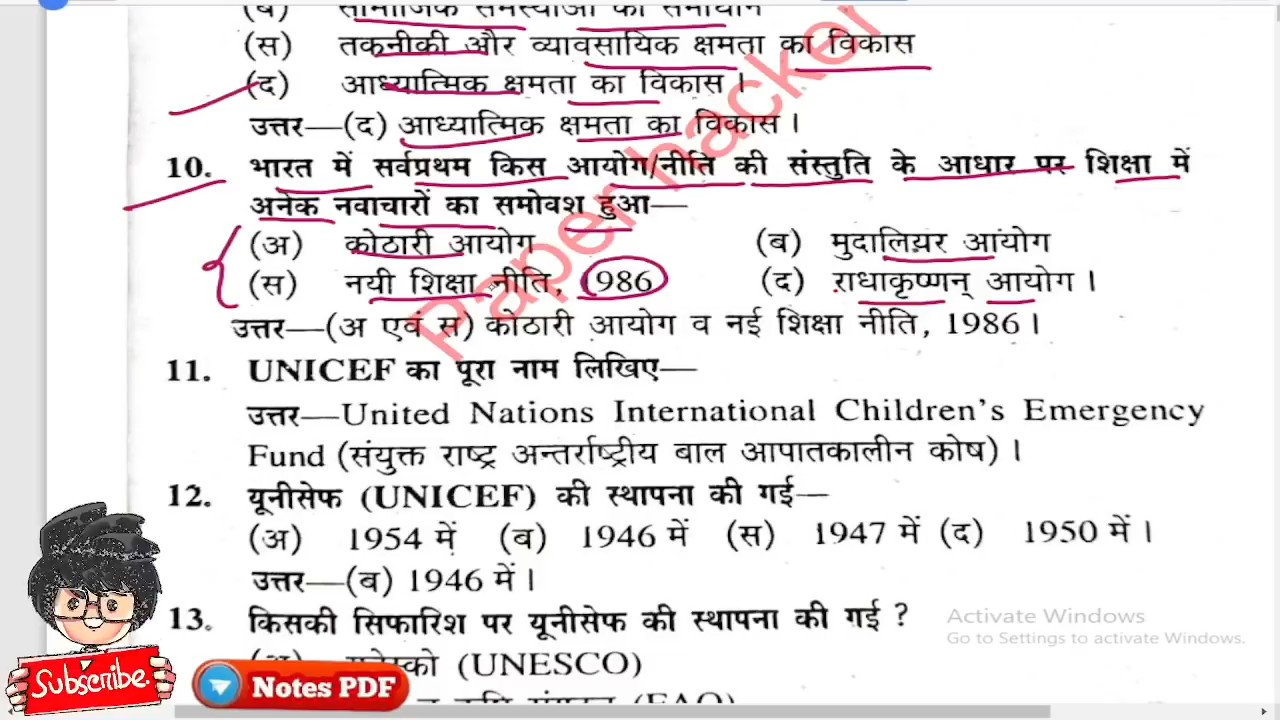 (ब) सामाजिक समस्याओं का समाधान
(स) तकनीकी और व्यावसायिक क्षमता का विकास
(द) आध्यात्मिक क्षमता का विकास ।
उत्तर—(द) आध्यात्मिक क्षमता का विकास ।
10. भारत में सर्वप्रथम किस आयोग/नीति की संस्तुति के आधार पर शिक्षा में
अनेक नवाचारों का समोवश हुआ—
(अ) कोठारी आयोग (ब) मुदालियर आयोग
(स) नयी शिक्षा नीति, 1986 (द) राधाकृष्णन् आयोग ।
उत्तर—(अ एवं स) कोठारी आयोग व नई शिक्षा नीति, 1986 ।
11. UNICEF का पूरा नाम लिखिए—
उत्तर—United Nations International Children's Emergency
Fund (संयुक्त राष्ट्र अन्तर्राष्ट्रीय बाल आपातकालीन कोष) ।
12. यूनीसेफ (UNICEF) की स्थापना की गई—
(अ) 1954 में (ब) 1946 में (स) 1947 में (द) 1950 में ।
उत्तर—(ब) 1946 में ।
13. किसकी सिफारिश पर यूनीसेफ की स्थापना की गई ?
(अ) यूनेस्को (UNESCO)
(FAO)
Paper hacker
Activate Windows
Go to Settings to activate Windows.
Subscribe.
Notes PDF